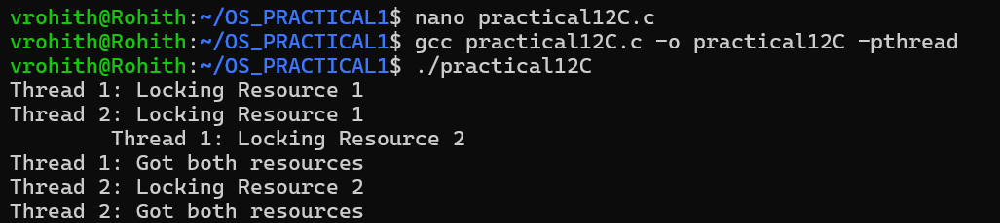 vrohith@Rohith:~/OS_PRACTICAL1$ nano practical12C.c
vrohith@Rohith:~/OS_PRACTICAL1$ gcc practical12C.c -o practical12C -pthread
vrohith@Rohith:~/OS_PRACTICAL1$ ./practical12C
Thread 1: Locking Resource 1
Thread 2: Locking Resource 1
        Thread 1: Locking Resource 2
Thread 1: Got both resources
Thread 2: Locking Resource 2
Thread 2: Got both resources